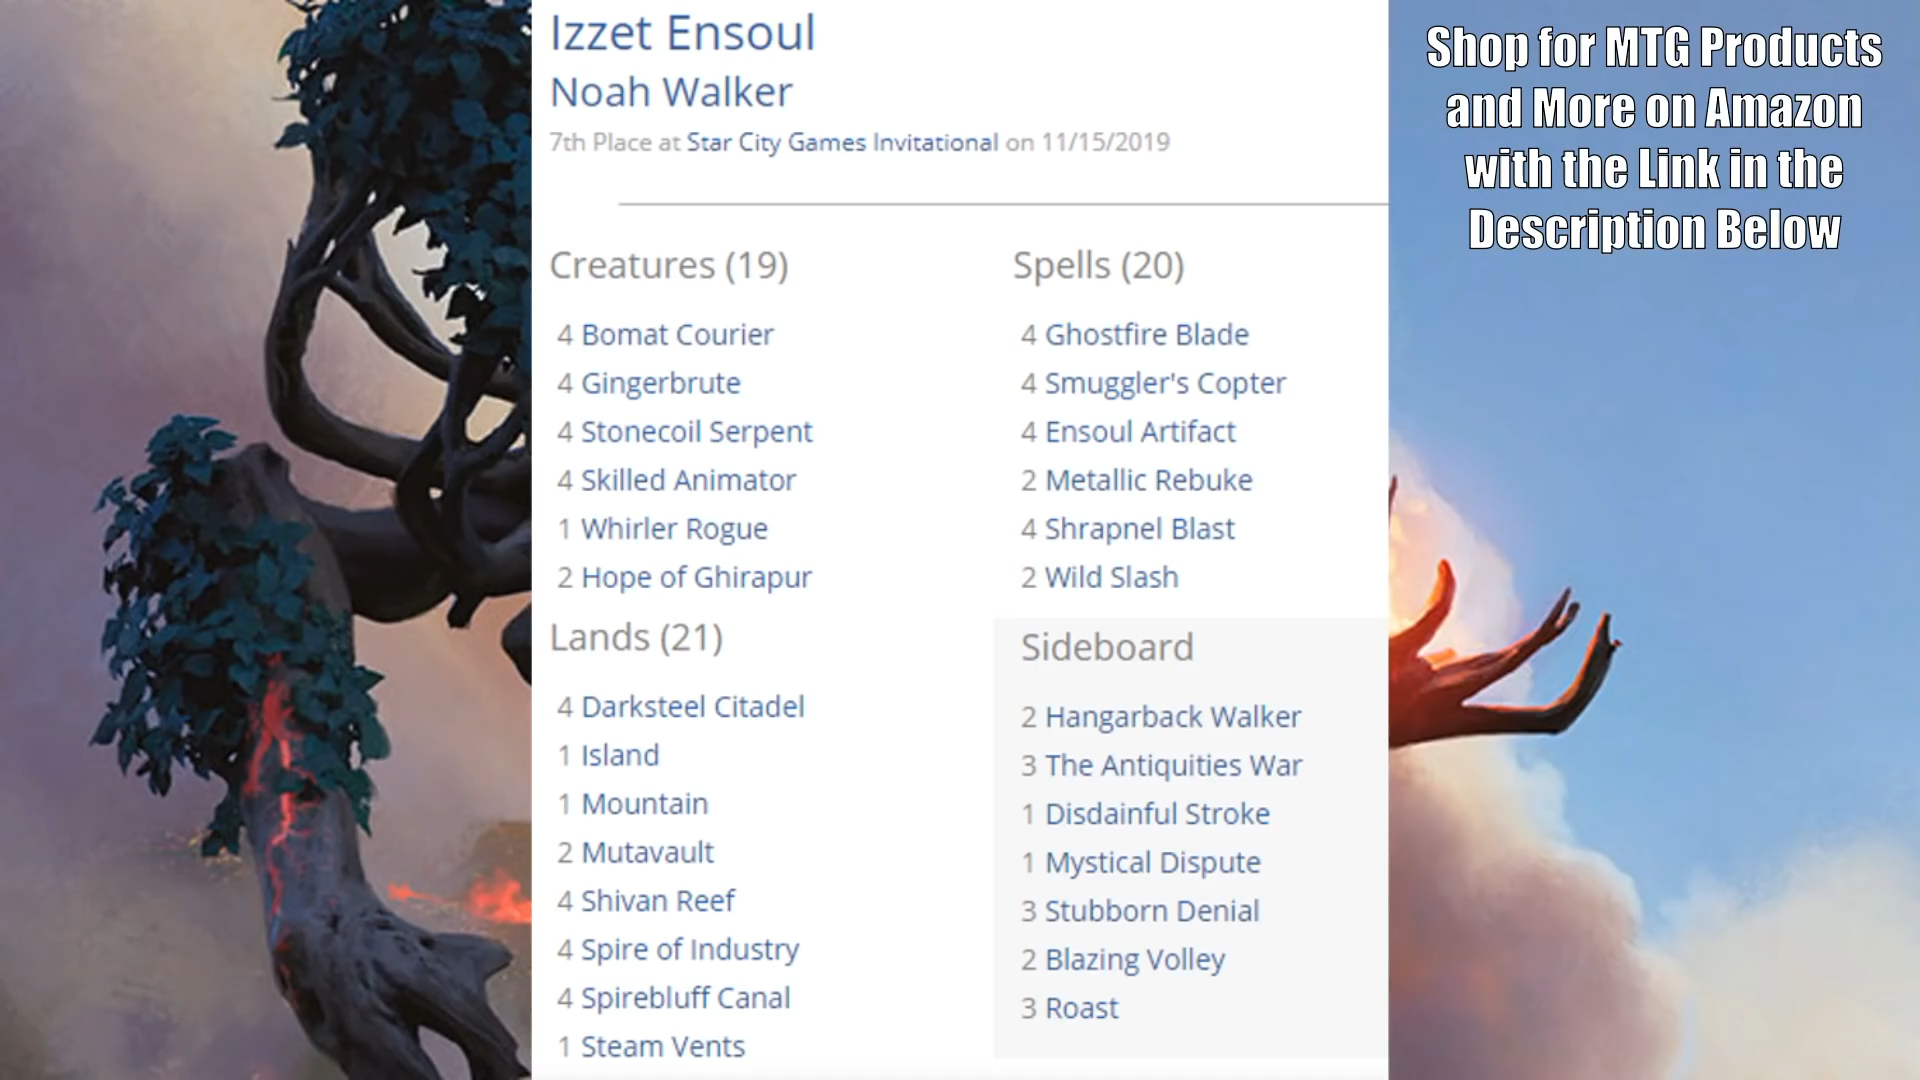 Izzet Ensoul
Noah Walker
7th Place at Star City Games Invitational on 11/15/2019
Creatures (19)
4 Bomat Courier
4 Gingerbrute
4 Stonecoil Serpent
4 Skilled Animator
1 Whirler Rogue
2 Hope of Ghirapur
Lands (21)
4 Darksteel Citadel
1 Island
1 Mountain
2 Mutavault
4 Shivan Reef
4 Spire of Industry
4 Spirebluff Canal
1 Steam Vents
Spells (20)
4 Ghostfire Blade
4 Smuggler's Copter
4 Ensoul Artifact
2 Metallic Rebuke
4 Shrapnel Blast
2 Wild Slash
Sideboard
2 Hangarback Walker
3 The Antiquities War
1 Disdainful Stroke
1 Mystical Dispute
3 Stubborn Denial
2 Blazing Volley
3 Roast
Shop for MTG Products
and More on Amazon
with the Link in the
Description Below